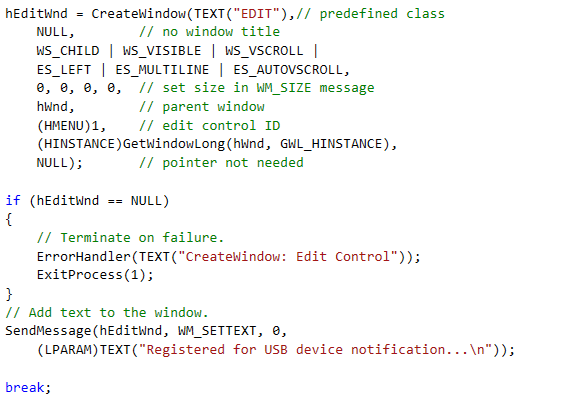 hEditWnd = CreateWindow(TEXT("EDIT"),// predefined class
    NULL,        // no window title
    WS_CHILD | WS_VISIBLE | WS_VSCROLL |
    ES_LEFT | ES_MULTILINE | ES_AUTOVSCROLL,
    0, 0, 0, 0,  // set size in WM_SIZE message
    hWnd,        // parent window
    (HMENU)1,    // edit control ID
    (HINSTANCE)GetWindowLong(hWnd, GWL_HINSTANCE),
    NULL);       // pointer not needed

if (hEditWnd == NULL)
{
    // Terminate on failure.
    ErrorHandler(TEXT("CreateWindow: Edit Control"));
    ExitProcess(1);
}
// Add text to the window.
SendMessage(hEditWnd, WM_SETTEXT, 0,
    (LPARAM)TEXT("Registered for USB device notification...\n"));

break;